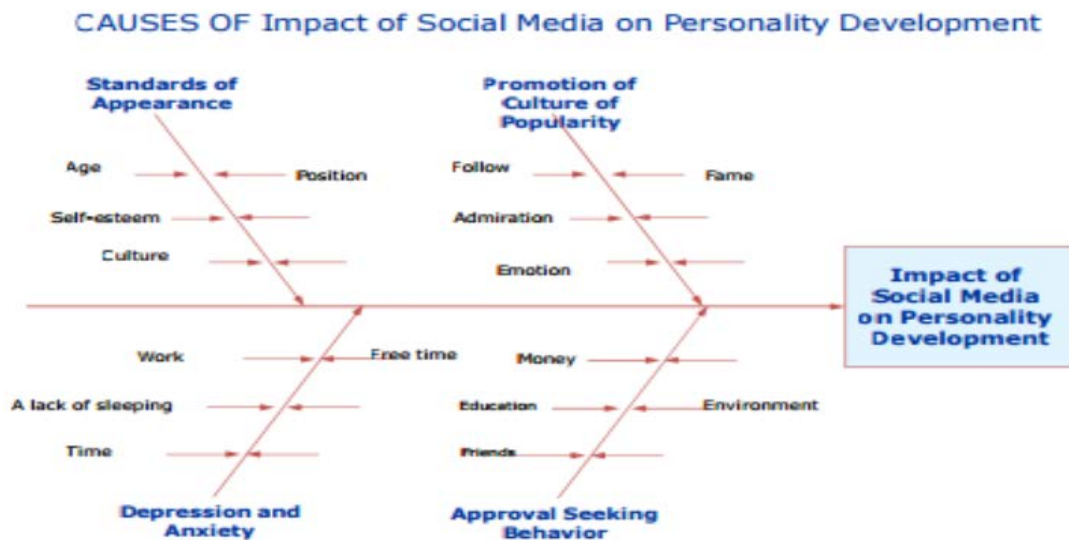 CAUSES OF Impact of Social Media on Personality Development
Standards of
Appearance
Promotion of
Culture of
Popularity
Age
Position
Follow
Fame
Self-esteem
Admiration
Culture
Emotion
Impact of
Social Media
on Personality
Development
Work
Free time
Money
A lack of sleeping
Education
Environment
Time
Friends
Depression and
Anxiety
Approval Seeking
Behavior